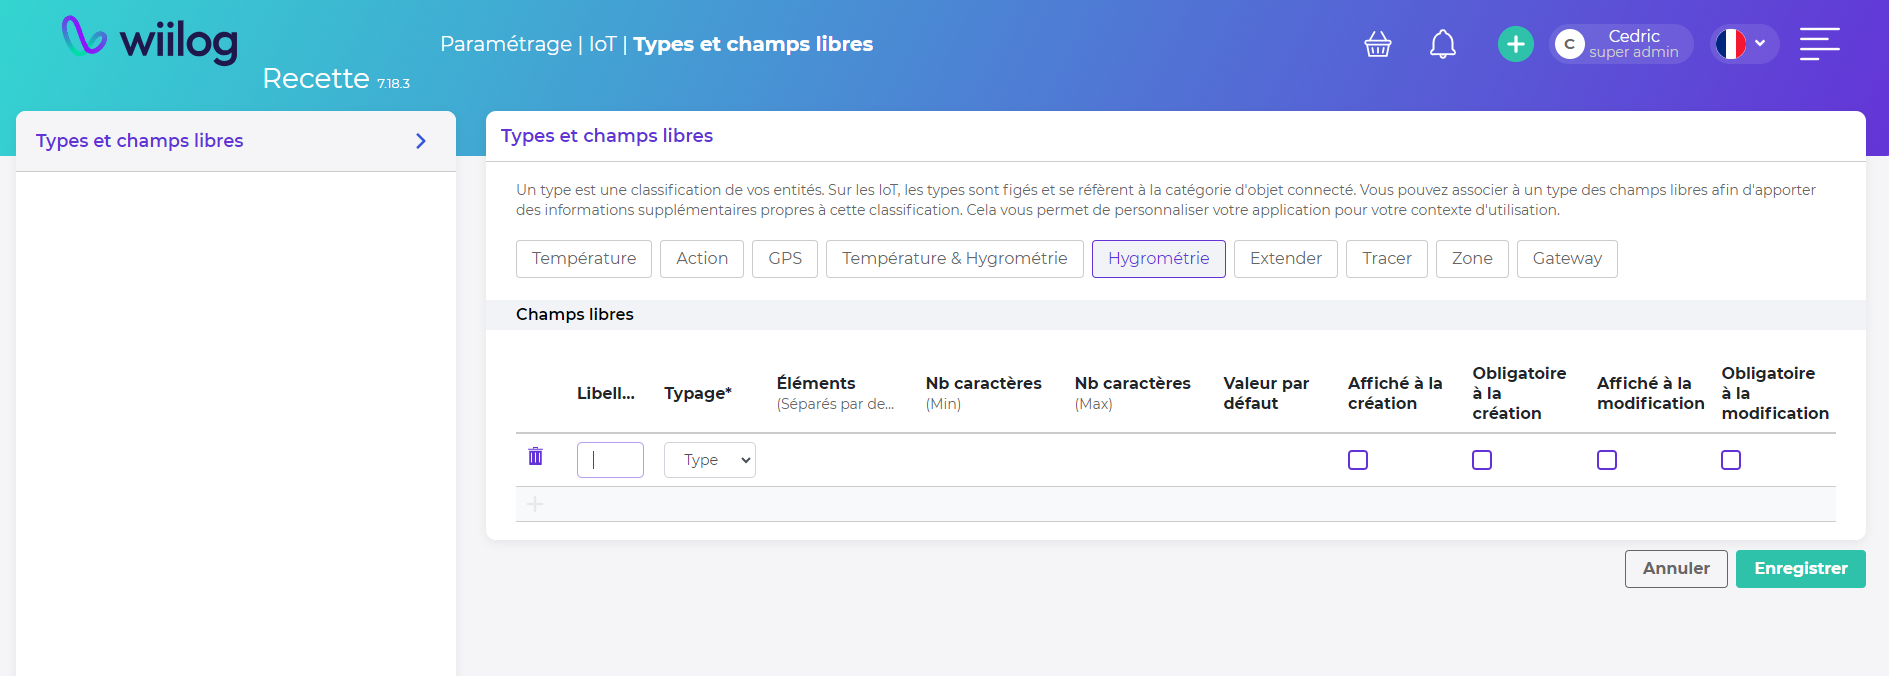 wiilog
Recette 7.18.3
Paramétrage | IoT | Types et champs libres
C
Cedric
super admin
Types et champs libres
Types et champs libres
Un type est une classification de vos entités. Sur les IoT, les types sont figés et se réfèrent à la catégorie d'objet connecté. Vous pouvez associer à un type des champs libres afin d'apporter
des informations supplémentaires propres à cette classification. Cela vous permet de personnaliser votre application pour votre contexte d'utilisation.
Température Action GPS Température & Hygrométrie Hygrométrie Extender Tracer Zone Gateway
Champs libres
Libell...
Typage*
Éléments
(Séparés par de...
Nb caractères
(Min)
Nb caractères
(Max)
Valeur par
défaut
Affiché à la
création
Obligatoire
à la
création
Affiché à la
modification
Obligatoire
à la
modification
Type
Annuler
Enregistrer